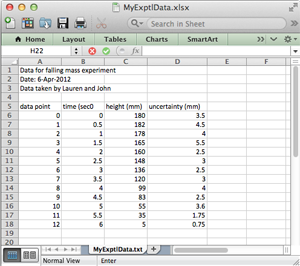 MyExptlData.xlsx
Search in Sheet
Home Layout Tables Charts SmartArt
H22 fx
A B C D E
1 Data for falling mass experiment
2 Date: 6-Apr-2012
3 Data taken by Lauren and John
4
5 data point time (sec0 height (mm) uncertainty (mm)
6 0 0 180 3.5
7 1 0.5 182 4.5
8 2 1 178 4
9 3 1.5 165 5.5
10 4 2 160 2.5
11 5 2.5 148 3
12 6 3 136 2.5
13 7 3.5 120 3
14 8 4 99 4
15 9 4.5 83 2.5
16 10 5 55 3.6
17 11 5.5 35 1.75
18 12 6 5 0.75
19
20
MyExptlData.txt
Normal View Enter